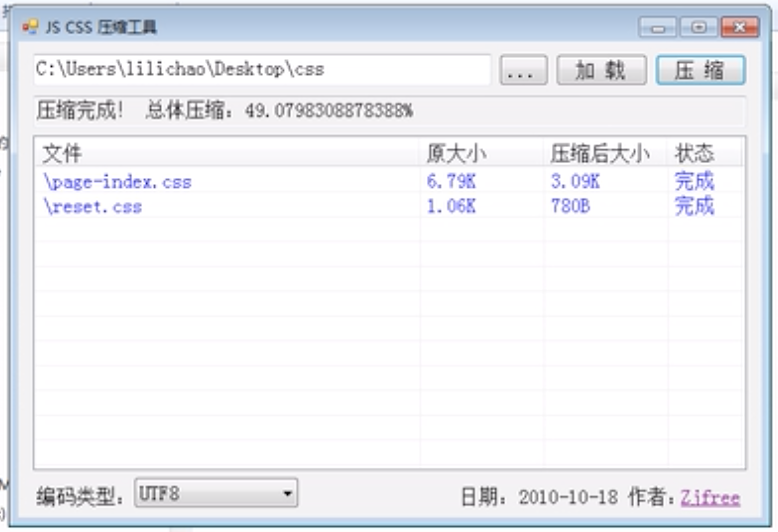 JS CSS 压缩工具
C:\Users\lilichao\Desktop\css ... 加 载 压 缩
压缩完成! 总体压缩: 49.0798308878388%
文件 原大小 压缩后大小 状态
\page-index.css 6.79K 3.09K 完成
\reset.css 1.06K 780B 完成
编码类型: UTF8 日期: 2010-10-18 作者: Zifree